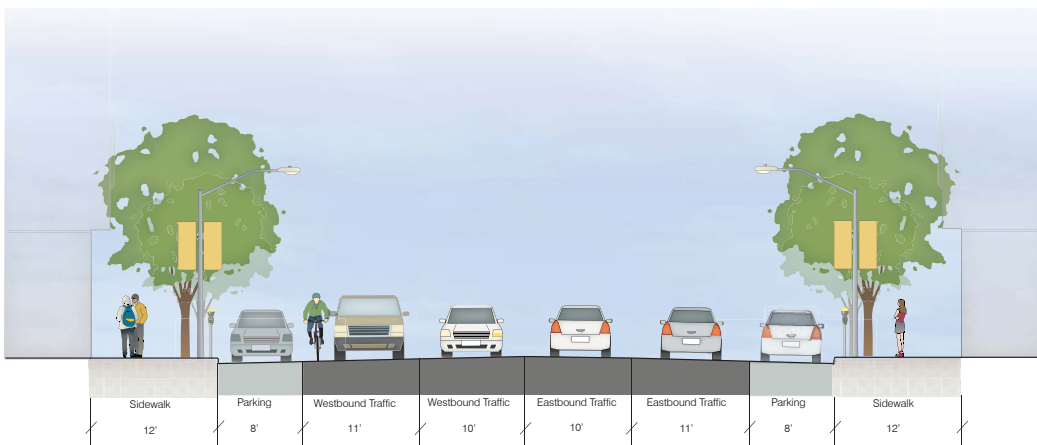 Sidewalk
12'
Parking
8'
Westbound Traffic
11'
Westbound Traffic
10'
Eastbound Traffic
10'
Eastbound Traffic
11'
Parking
8'
Sidewalk
12'